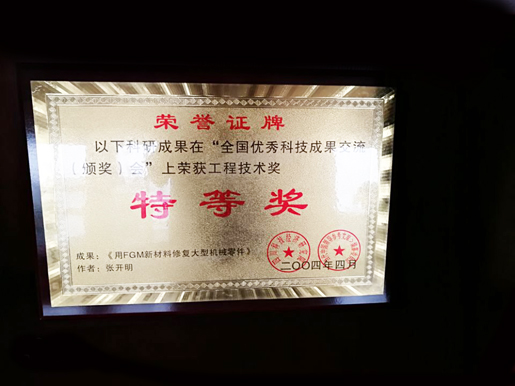 荣誉证牌
以下科研成果在“全国优秀科技成果交流
【颁奖】会”上荣获工程技术奖
特等奖
成果：《用FGM新材料修复大型机械零件》
作者：张开明
二〇〇四年四月